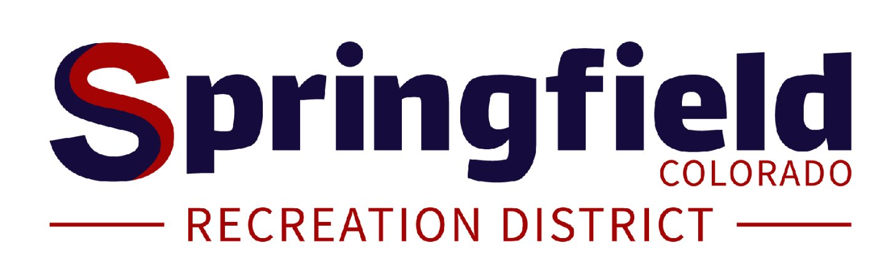 Springfield
COLORADO
RECREATION DISTRICT